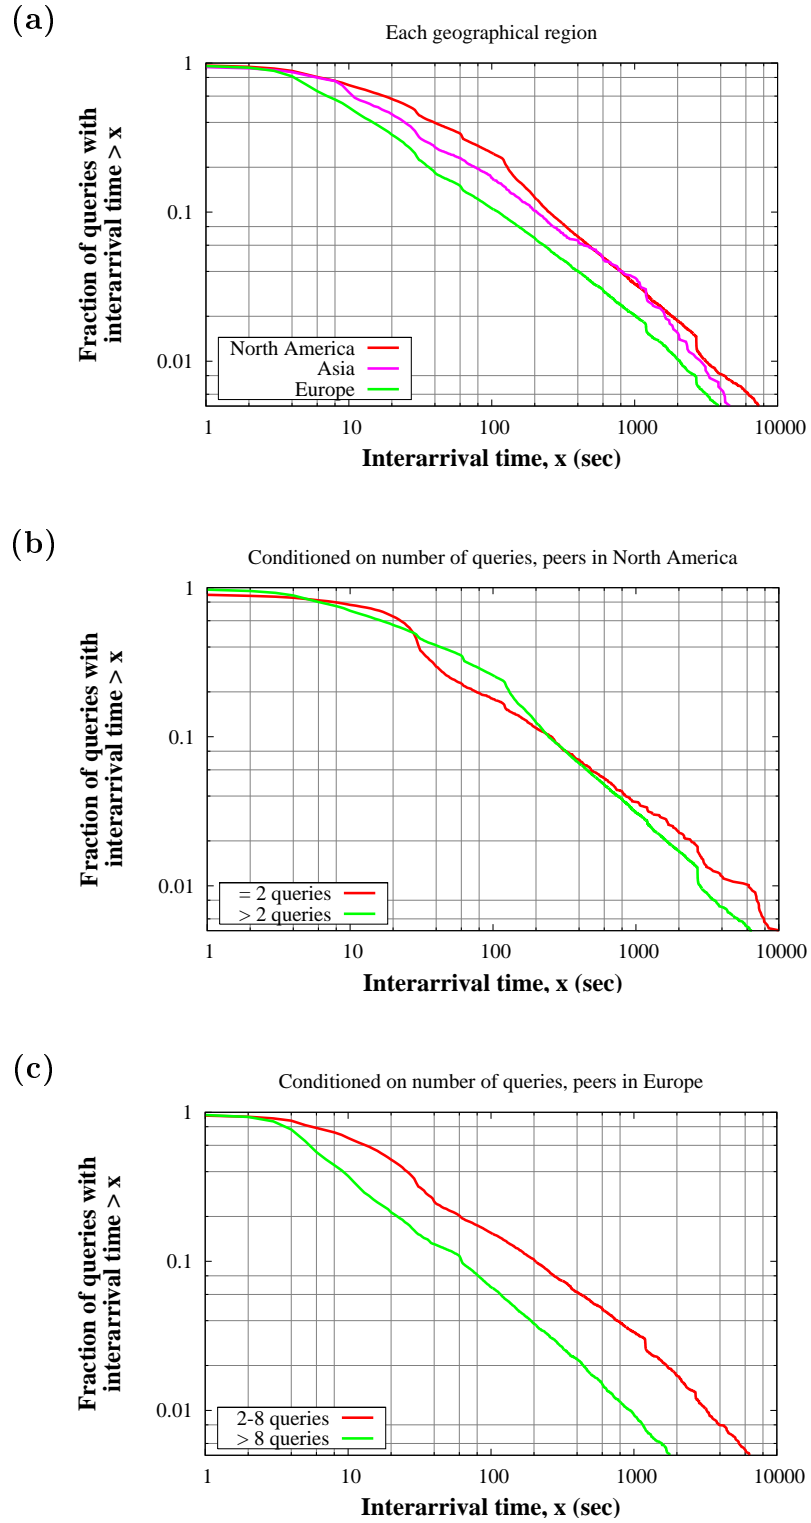 (a)
Each geographical region
Fraction of queries with
interarrival time > x
1
0.1
0.01
North America
Asia
Europe
1 10 100 1000 10000
Interarrival time, x (sec)
(b)
Conditioned on number of queries, peers in North America
Fraction of queries with
interarrival time > x
1
0.1
0.01
= 2 queries
> 2 queries
1 10 100 1000 10000
Interarrival time, x (sec)
(c)
Conditioned on number of queries, peers in Europe
Fraction of queries with
interarrival time > x
1
0.1
0.01
2-8 queries
> 8 queries
1 10 100 1000 10000
Interarrival time, x (sec)